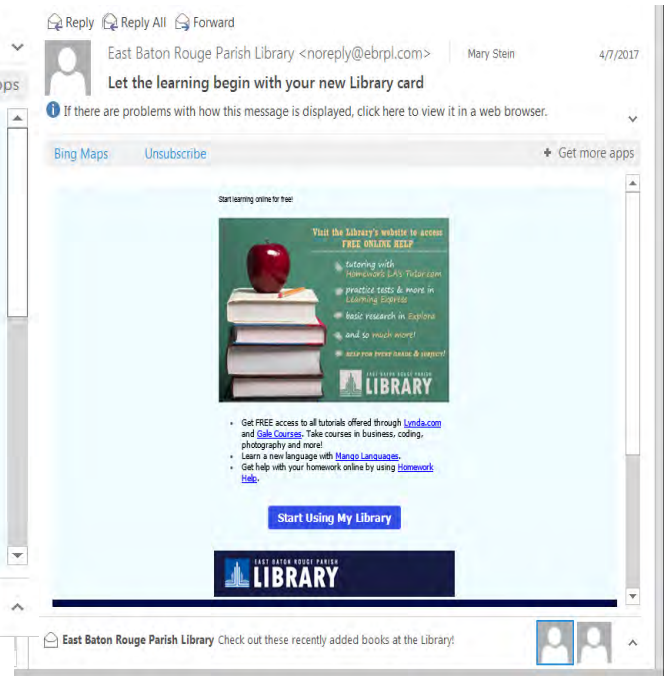 Reply Reply All Forward
East Baton Rouge Parish Library <noreply@ebrpl.com> Mary Stein 4/7/2017
Let the learning begin with your new Library card
If there are problems with how this message is displayed, click here to view it in a web browser.
ps
Bing Maps Unsubscribe + Get more apps
Start learning online for free!
Visit the Library's website to access
FREE ONLINE HELP
tutoring with
Homework LA's Tutor.com
practice tests & more in
Learning Express
basic research in Explora
and so much more!
HELP FOR EVERY GRADE & SUBJECT!
EAST BATON ROUGE PARISH
LIBRARY
• Get FREE access to all tutorials offered through Lynda.com
and Gale Courses. Take courses in business, coding,
photography and more!
• Learn a new language with Mango Languages.
• Get help with your homework online by using Homework
Help.
Start Using My Library
EAST BATON ROUGE PARISH
LIBRARY
East Baton Rouge Parish Library Check out these recently added books at the Library!